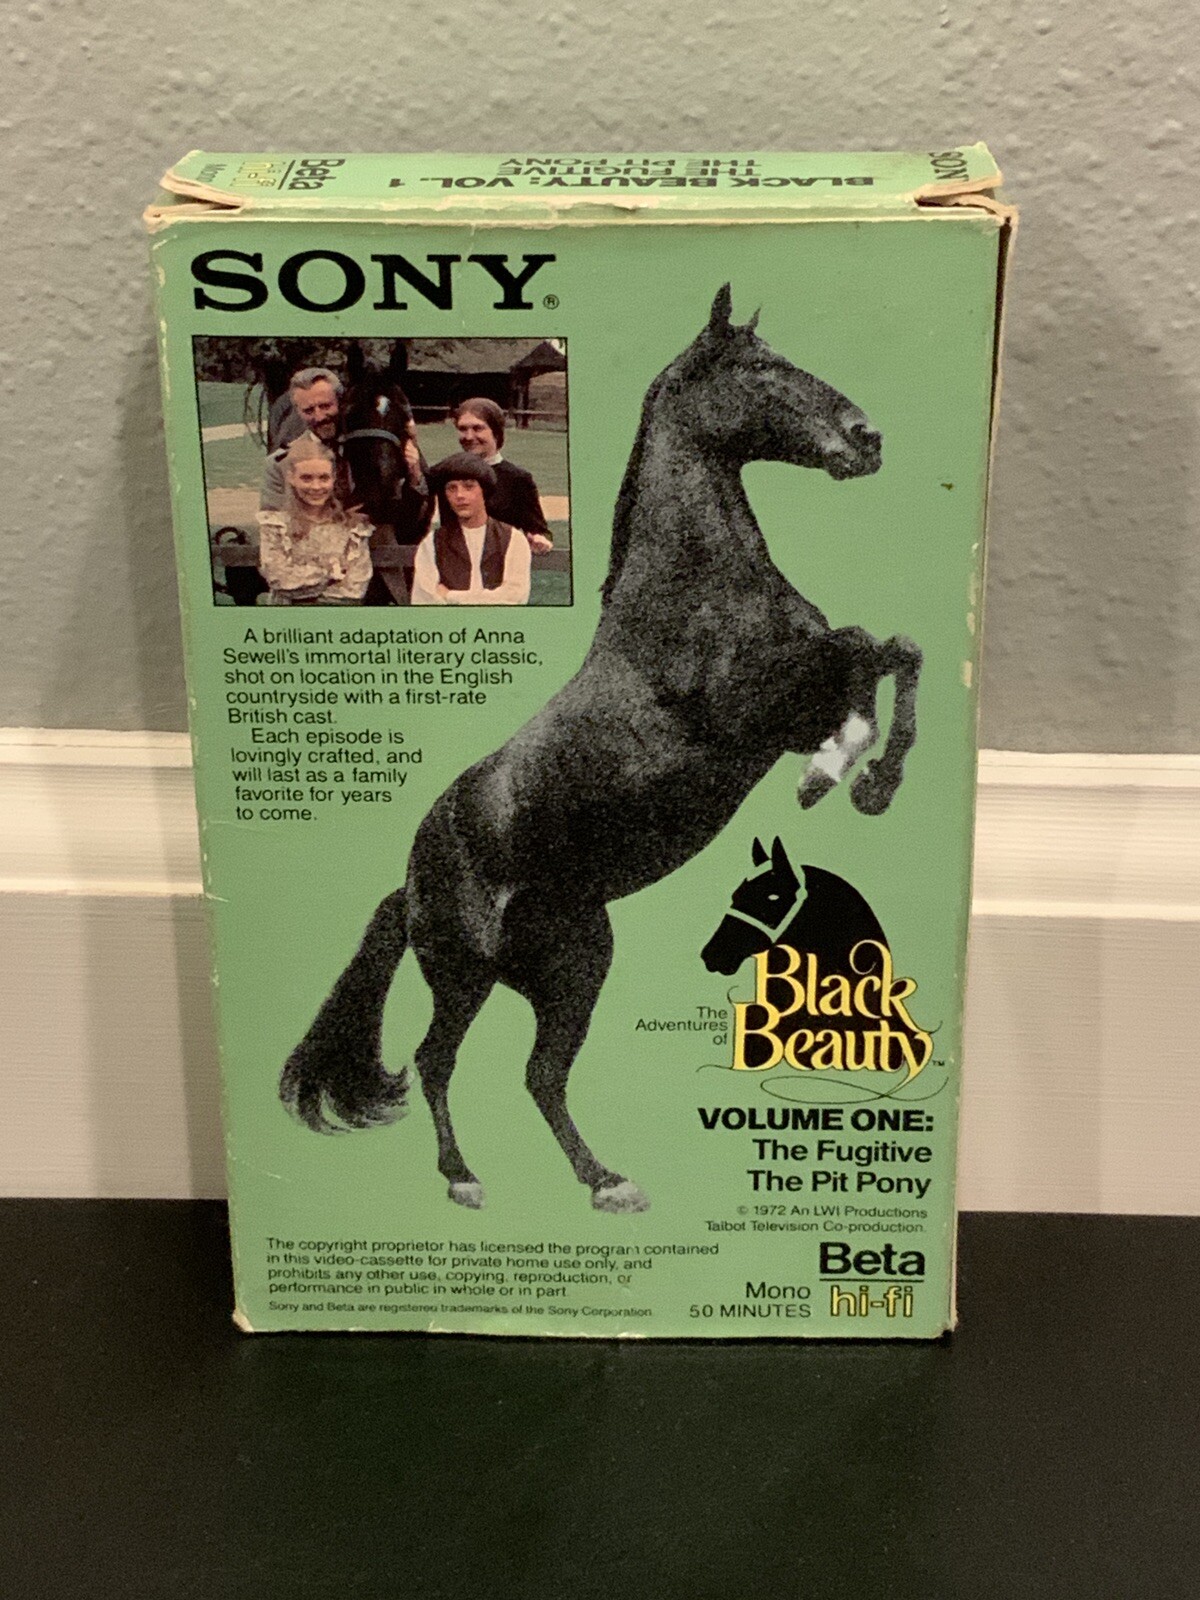 SONY
BLACK BEAUTY: VOL. 1
THE FUGITIVE
THE PIT PONY
Beta
hi-fi
Mono
SONY®
A brilliant adaptation of Anna
Sewell's immortal literary classic,
shot on location in the English
countryside with a first-rate
British cast.
Each episode is
lovingly crafted, and
will last as a family
favorite for years
to come.
The
Adventures
of
Black
Beauty™
VOLUME ONE:
The Fugitive
The Pit Pony
© 1972 An LWI Productions
Talbot Television Co-production.
The copyright proprietor has licensed the program contained
in this video-cassette for private home use only, and
prohibits any other use, copying, reproduction, or
performance in public in whole or in part.
Sony and Beta are registered trademarks of the Sony Corporation.
Mono
50 MINUTES
Beta
hi-fi